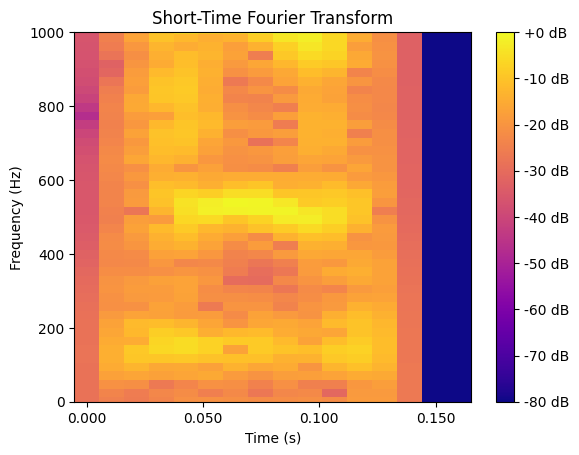 Short-Time Fourier Transform
1000
800
600
400
200
0
Frequency (Hz)
0.000
0.050
0.100
0.150
Time (s)
+0 dB
-10 dB
-20 dB
-30 dB
-40 dB
-50 dB
-60 dB
-70 dB
-80 dB